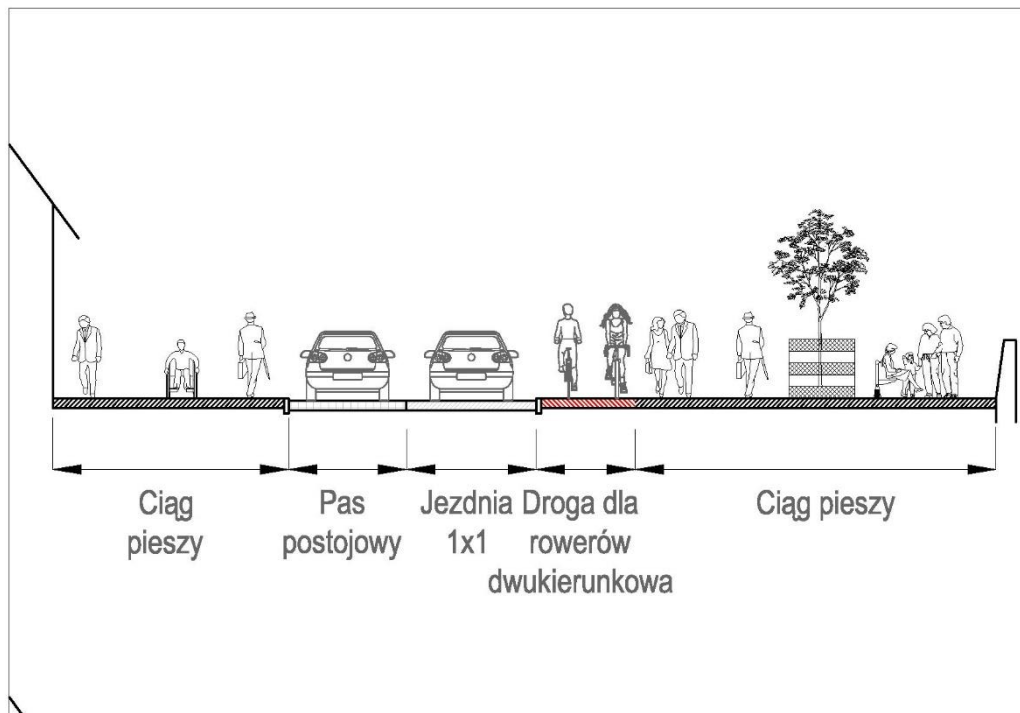 Ciąg
pieszy
Pas
postojowy
Jezdnia
1x1
Droga dla
rowerów
dwukierunkowa
Ciąg pieszy